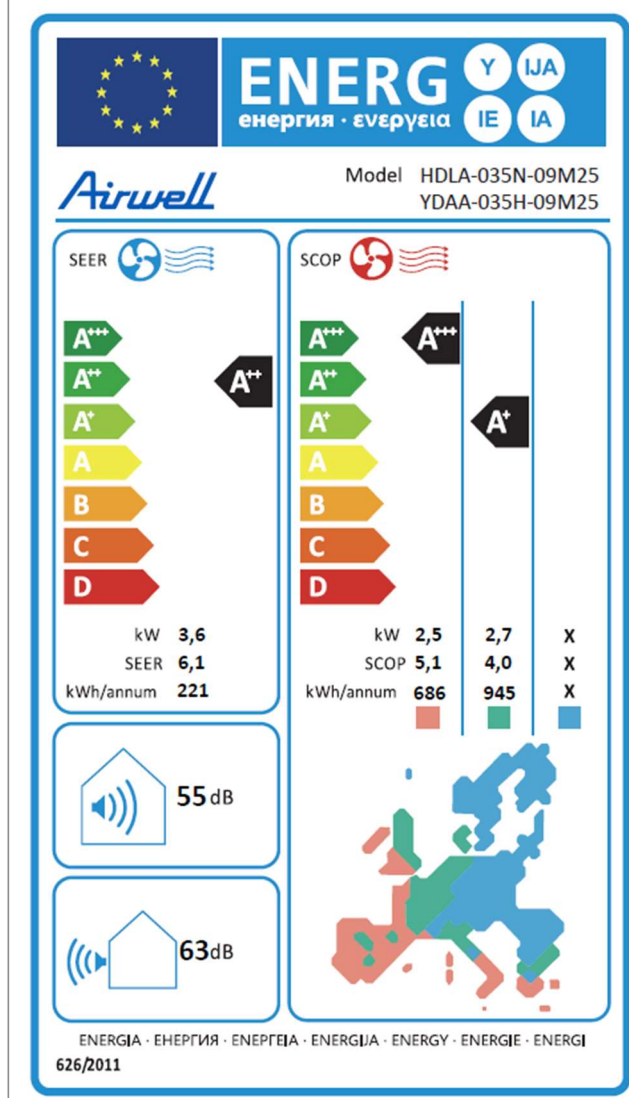 ENERG Y IJA
енергия · ενεργεια IE IA
Airwell
Model HDLA-035N-09M25
YDAA-035H-09M25
SEER
A+++
A++ A++
A+
A
B
C
D
kW 3,6
SEER 6,1
kWh/annum 221
SCOP
A+++ A+++
A++
A+ A+
A
B
C
D
kW 2,5 2,7 X
SCOP 5,1 4,0 X
kWh/annum 686 945 X
55 dB
63dB
ENERGIA · ЕНЕРГИЯ · ΕΝΕΡΓΕΙΑ · ENERGIJA · ENERGY · ENERGIE · ENERGI
626/2011